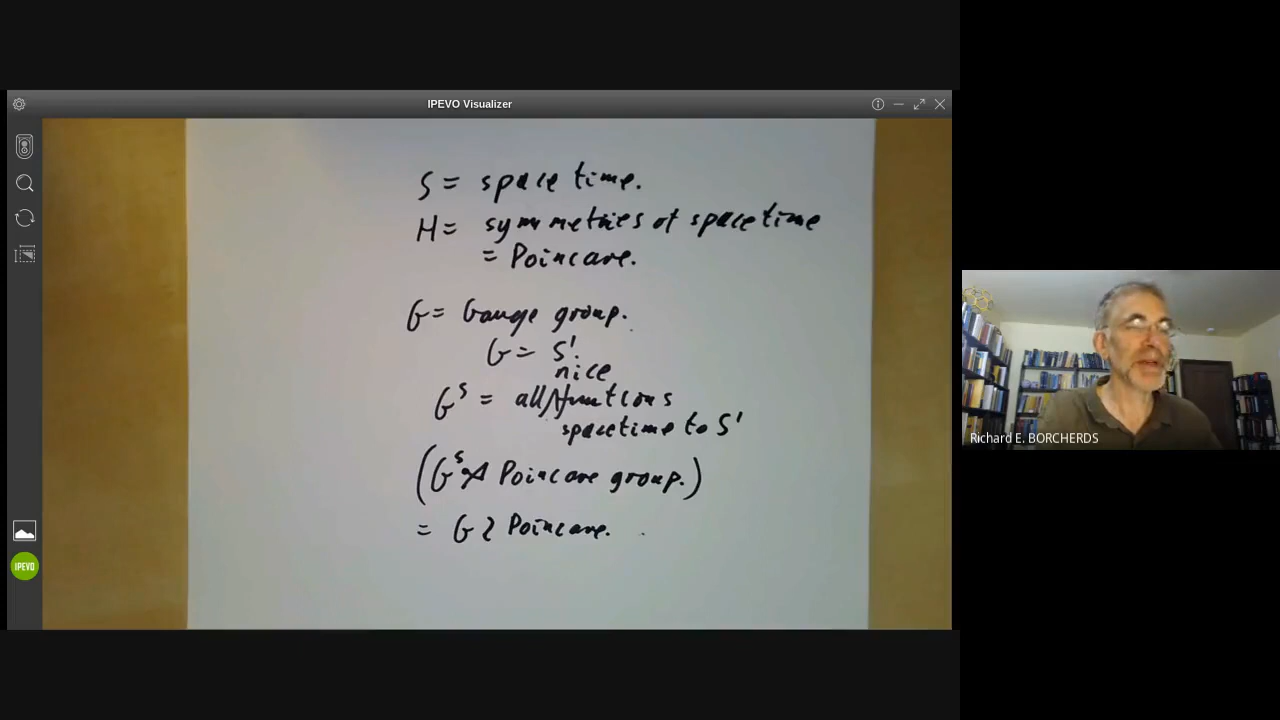 IPEVO Visualizer
S = space time.
H = symmetries of spacetime
= Poincare.
G = Gauge group.
G = S¹.
nice
G^S = all functions
spacetime to S¹
(G^S ⋊ Poincare group.)
= G ≀ Poincare.
Richard E. BORCHERDS
IPEVO